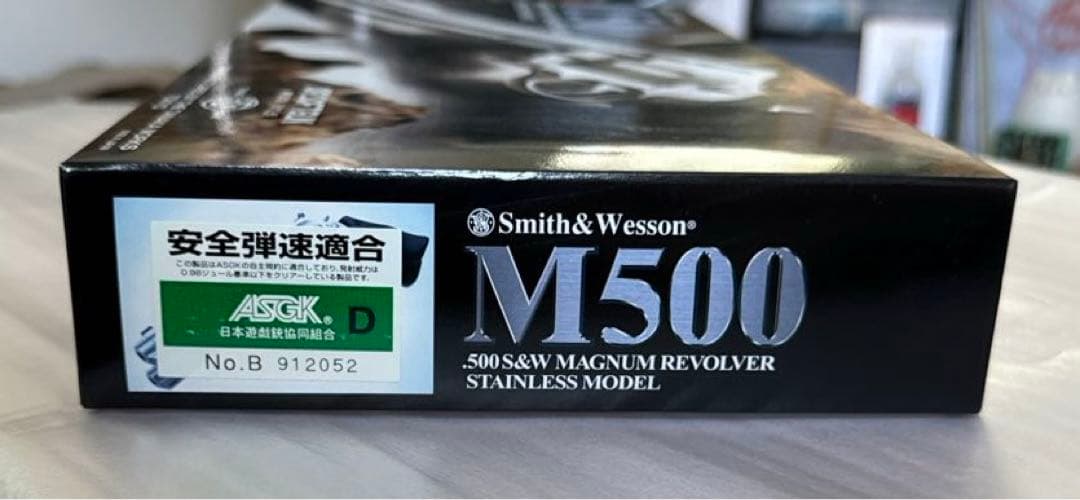 安全弾速適合
この製品はASGKの自主規約に適合しており、発射威力は
0.98ジュール基準以下をクリアーしている製品です。
ASGK® D
日本遊戯銃協同組合
No.B 912052
Smith&Wesson®
M500
.500 S&W MAGNUM REVOLVER
STAINLESS MODEL